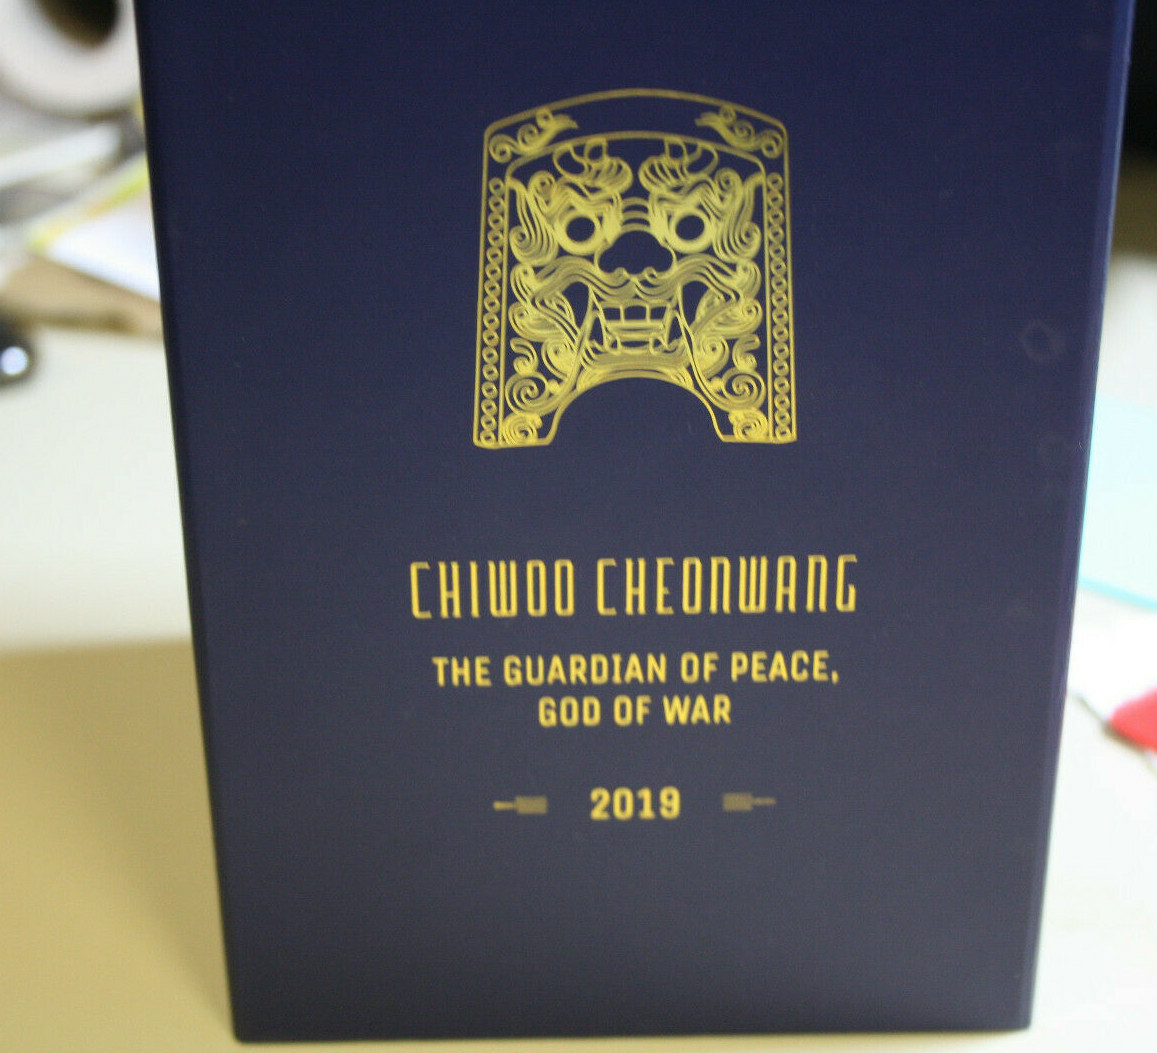 CHIWOO CHEONWANG
THE GUARDIAN OF PEACE,
GOD OF WAR
2019